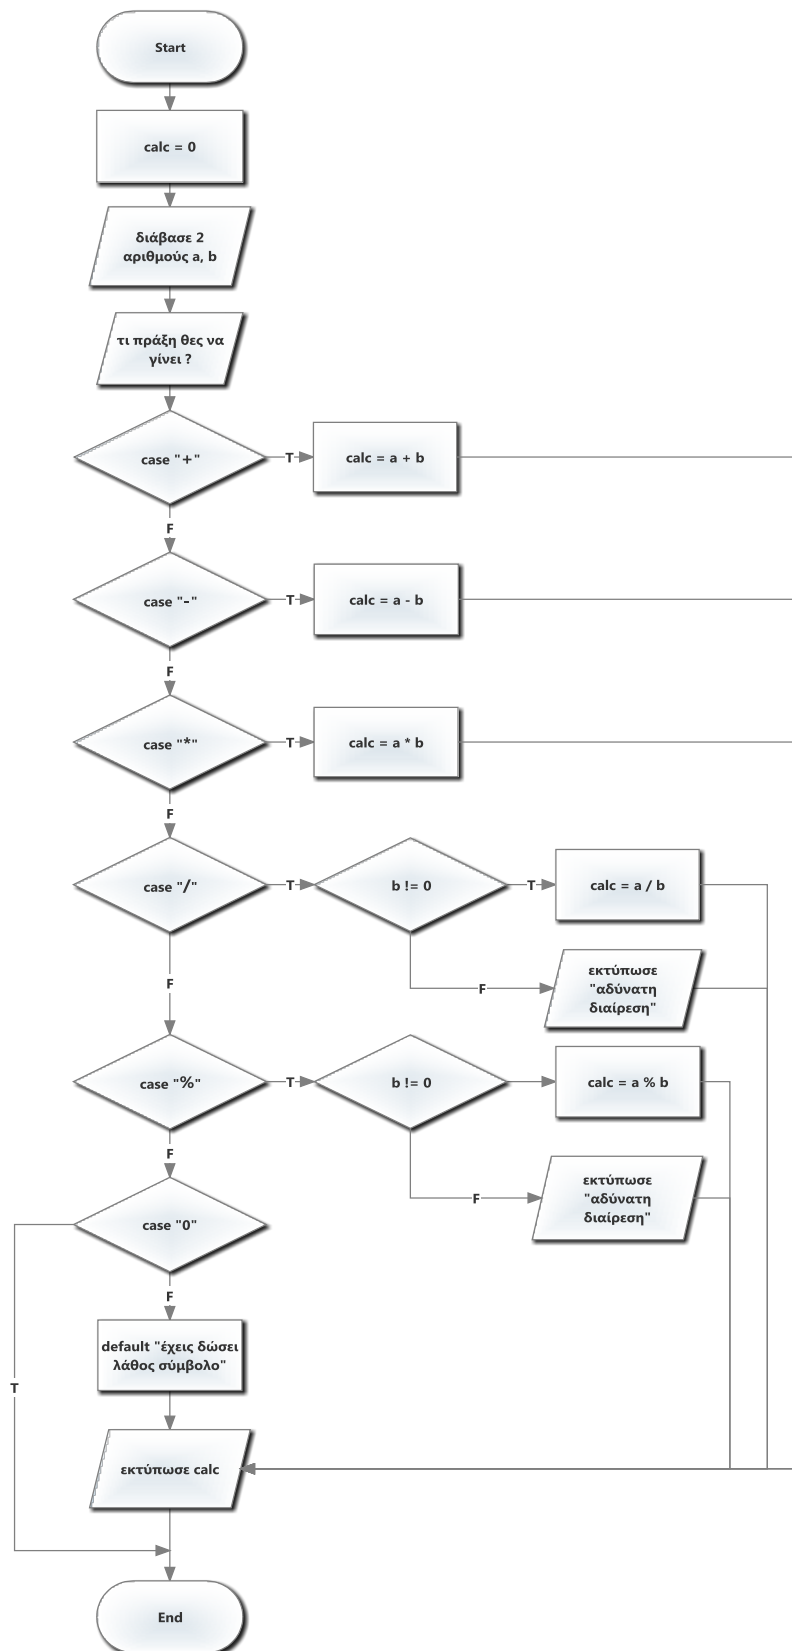 Start
calc = 0
διάβασε 2
αριθμούς a, b
τι πράξη θες να
γίνει ?
case "+"
T
calc = a + b
F
case "-"
T
calc = a - b
F
case "*"
T
calc = a * b
F
case "/"
T
b != 0
T
calc = a / b
F
F
εκτύπωσε
"αδύνατη
διαίρεση"
case "%"
T
b != 0
calc = a % b
F
F
εκτύπωσε
"αδύνατη
διαίρεση"
case "0"
F
default "έχεις δώσει
λάθος σύμβολο"
T
εκτύπωσε calc
End